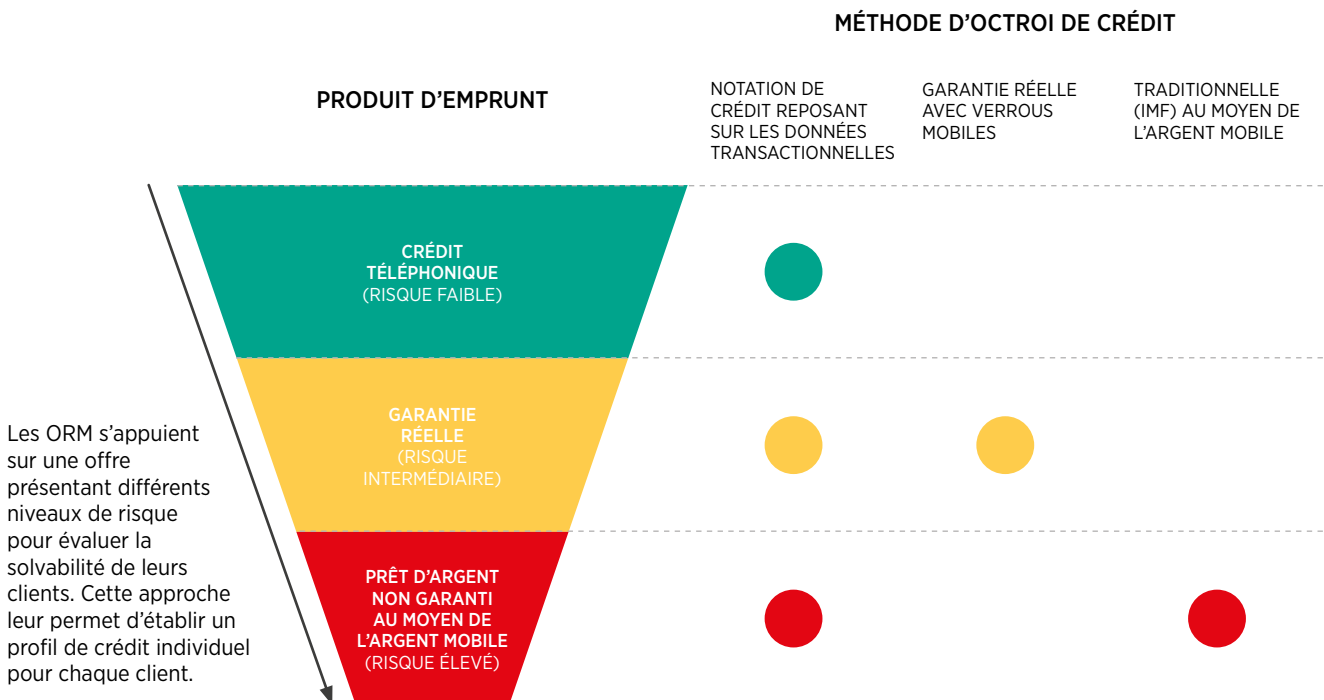 MÉTHODE D’OCTROI DE CRÉDIT
PRODUIT D’EMPRUNT
NOTATION DE
CRÉDIT REPOSANT
SUR LES DONNÉES
TRANSACTIONNELLES
GARANTIE RÉELLE
AVEC VERROUS
MOBILES
TRADITIONNELLE
(IMF) AU MOYEN DE
L’ARGENT MOBILE
CRÉDIT
TÉLÉPHONIQUE
(RISQUE FAIBLE)
GARANTIE
RÉELLE
(RISQUE
INTERMÉDIAIRE)
PRÊT D’ARGENT
NON GARANTI
AU MOYEN DE
L’ARGENT MOBILE
(RISQUE ÉLEVÉ)
Les ORM s’appuient
sur une offre
présentant différents
niveaux de risque
pour évaluer la
solvabilité de leurs
clients. Cette approche
leur permet d’établir un
profil de crédit individuel
pour chaque client.